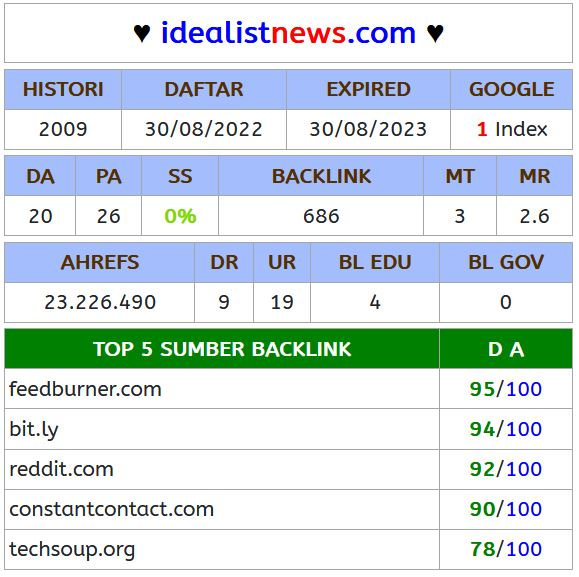 ♥ idealistnews.com ♥
HISTORI DAFTAR EXPIRED GOOGLE
2009 30/08/2022 30/08/2023 1 Index
DA PA SS BACKLINK MT MR
20 26 0% 686 3 2.6
AHREFS DR UR BL EDU BL GOV
23.226.490 9 19 4 0
TOP 5 SUMBER BACKLINK D A
feedburner.com 95/100
bit.ly 94/100
reddit.com 92/100
constantcontact.com 90/100
techsoup.org 78/100